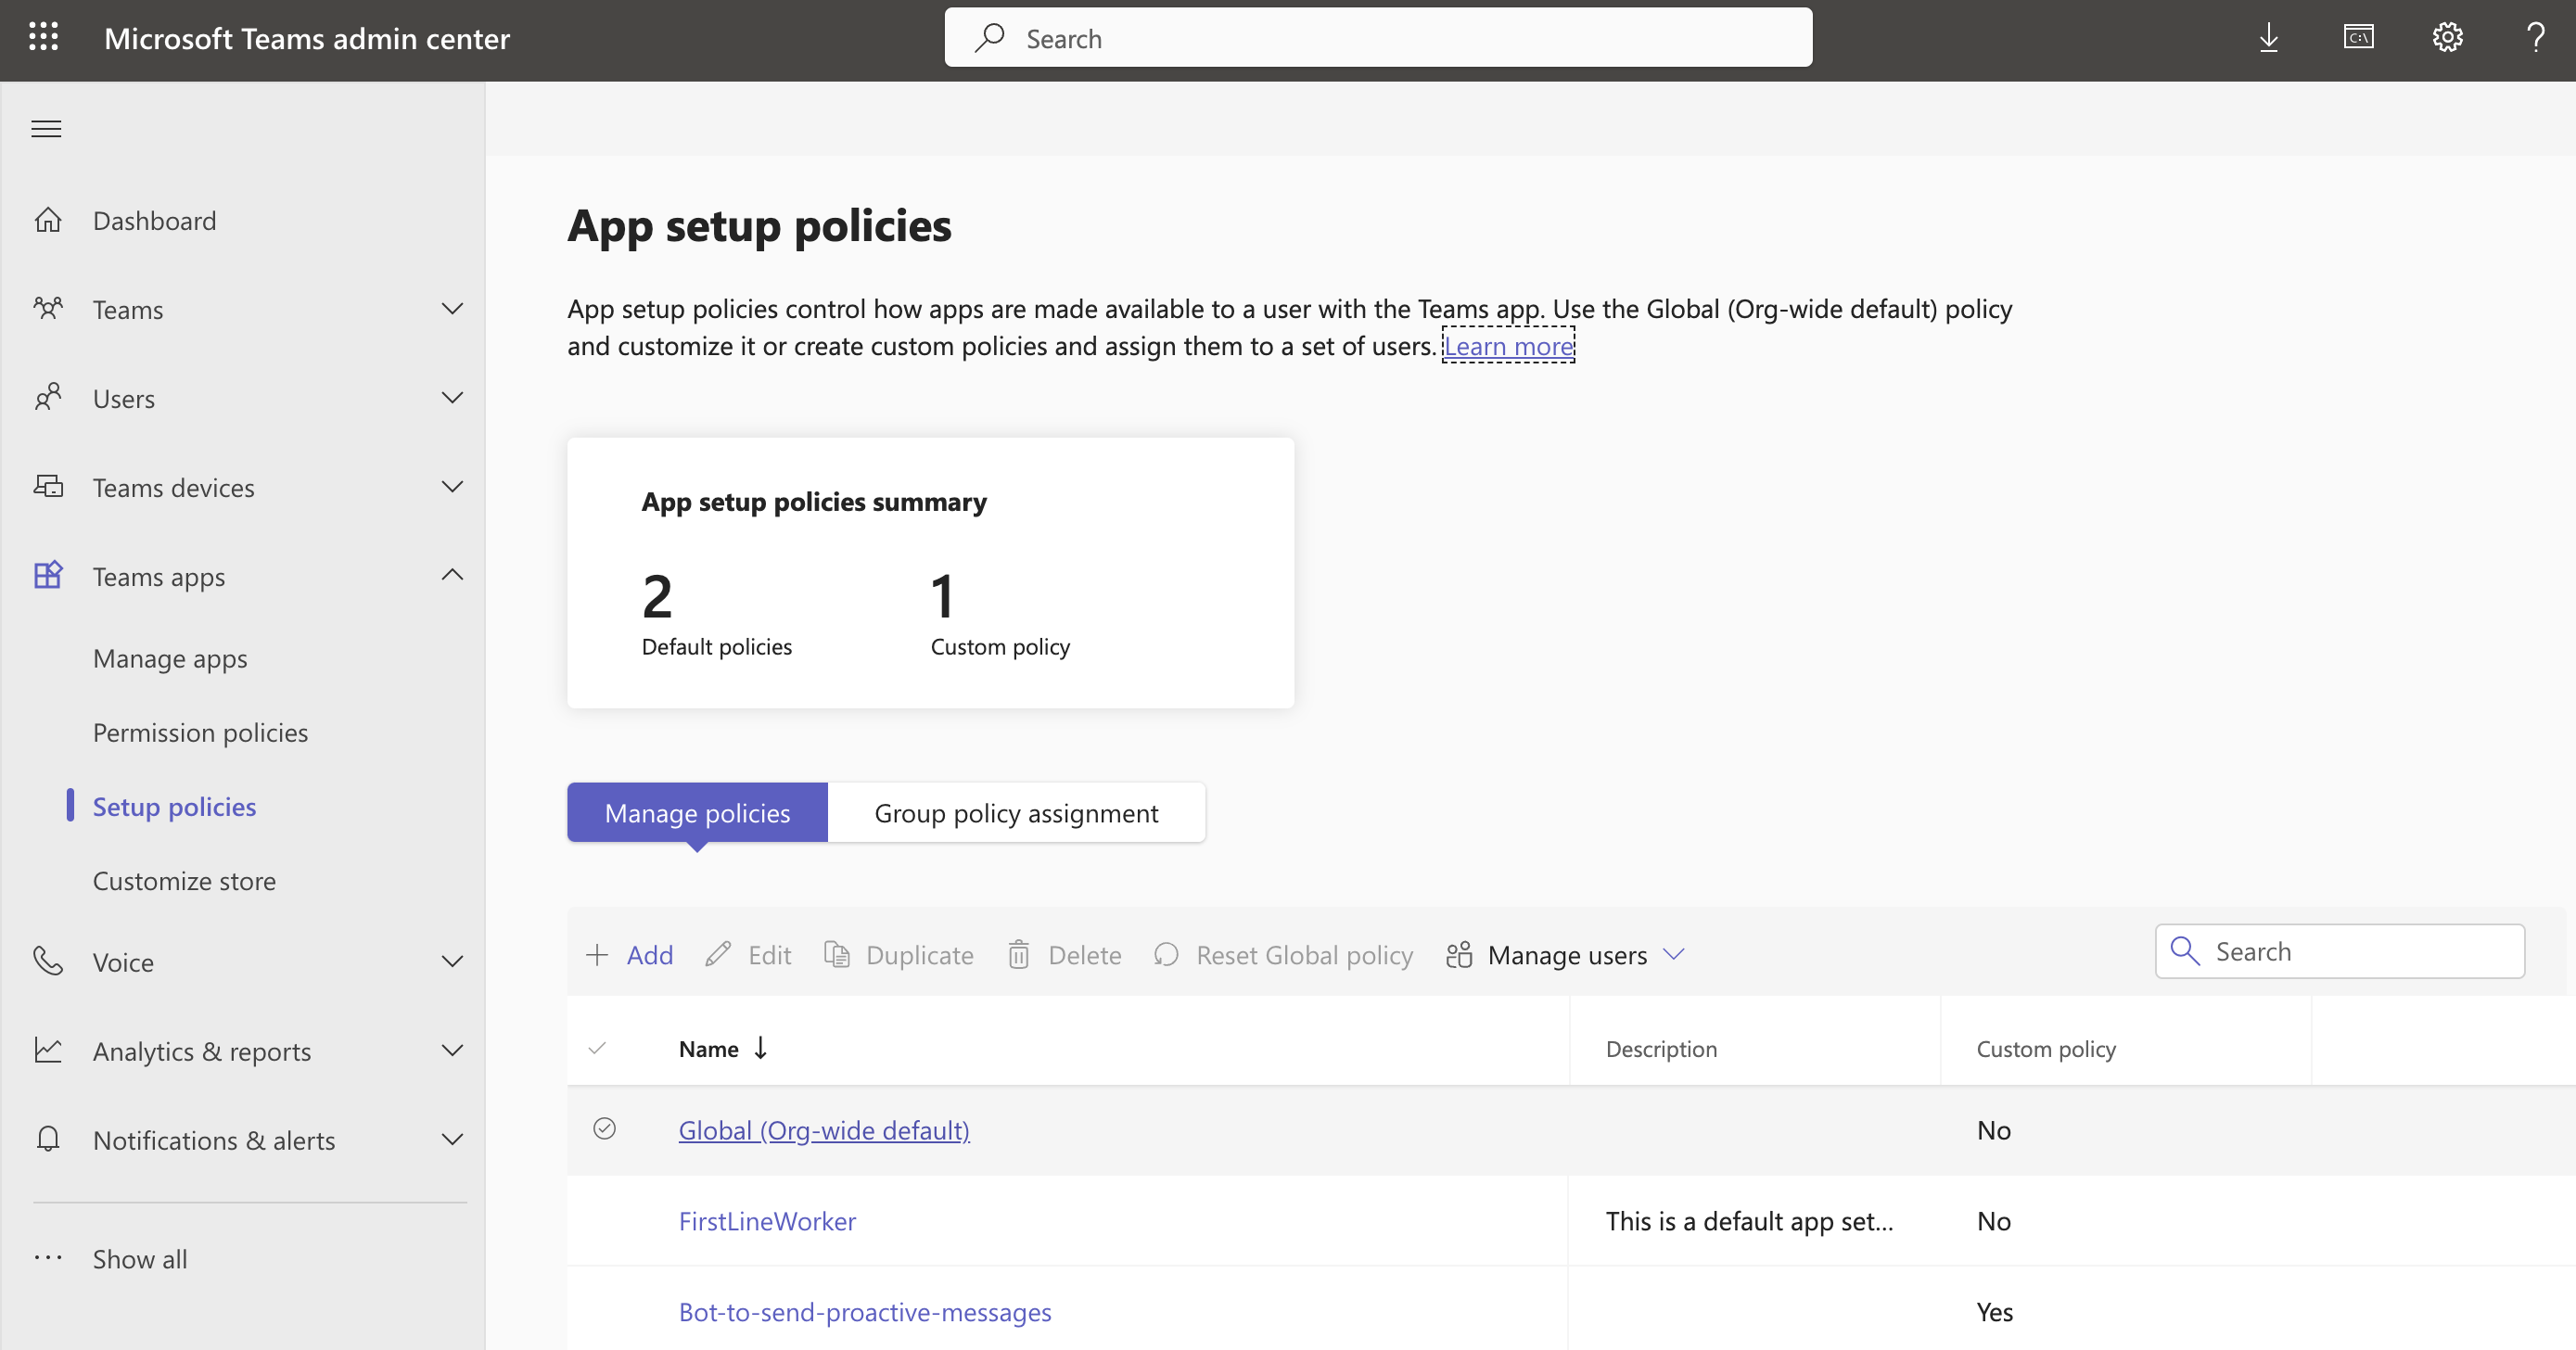 Microsoft Teams admin center
Search
C:\
Dashboard
Teams
Users
Teams devices
Teams apps
Manage apps
Permission policies
Setup policies
Customize store
Voice
Analytics & reports
Notifications & alerts
Show all
App setup policies
App setup policies control how apps are made available to a user with the Teams app. Use the Global (Org-wide default) policy
and customize it or create custom policies and assign them to a set of users. Learn more
App setup policies summary
2 1
Default policies Custom policy
Manage policies Group policy assignment
Add Edit Duplicate Delete Reset Global policy Manage users Search
Name Description Custom policy
Global (Org-wide default) No
FirstLineWorker This is a default app set... No
Bot-to-send-proactive-messages Yes